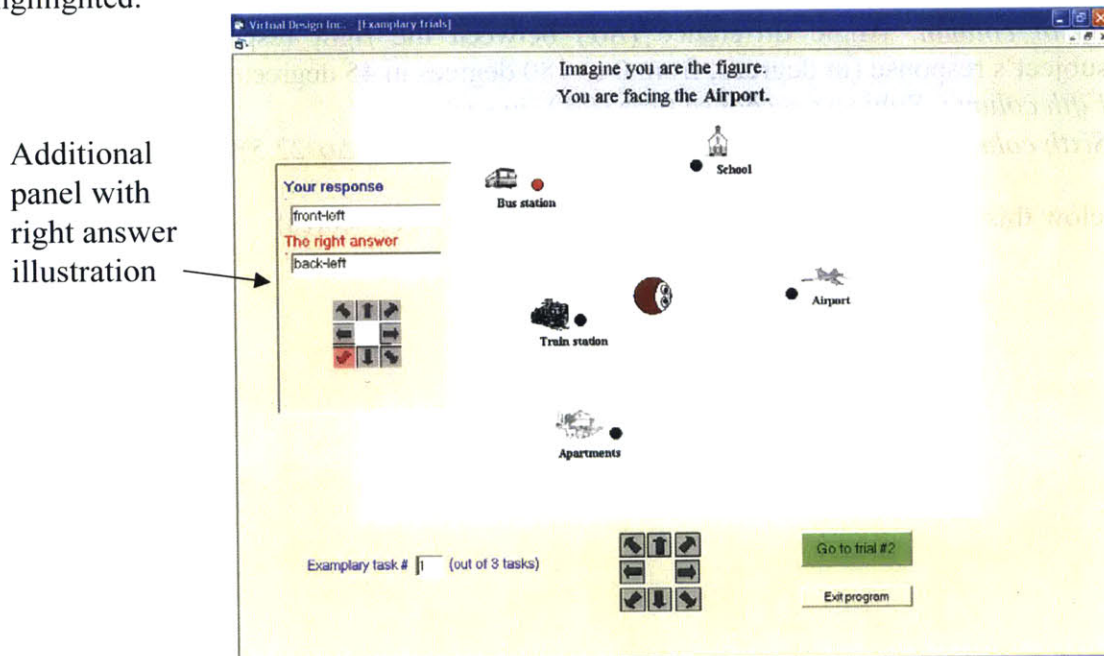 ighlighted.
Virtual Design Inc. - [Examplary trials]
Imagine you are the figure.
You are facing the Airport.
School
Bus station
Additional
panel with
right answer
illustration
Your response
front-left
The right answer
back-left
Airport
Train station
Apartments
Examplary task # 1 (out of 3 tasks)
Go to trial #2
Exit program